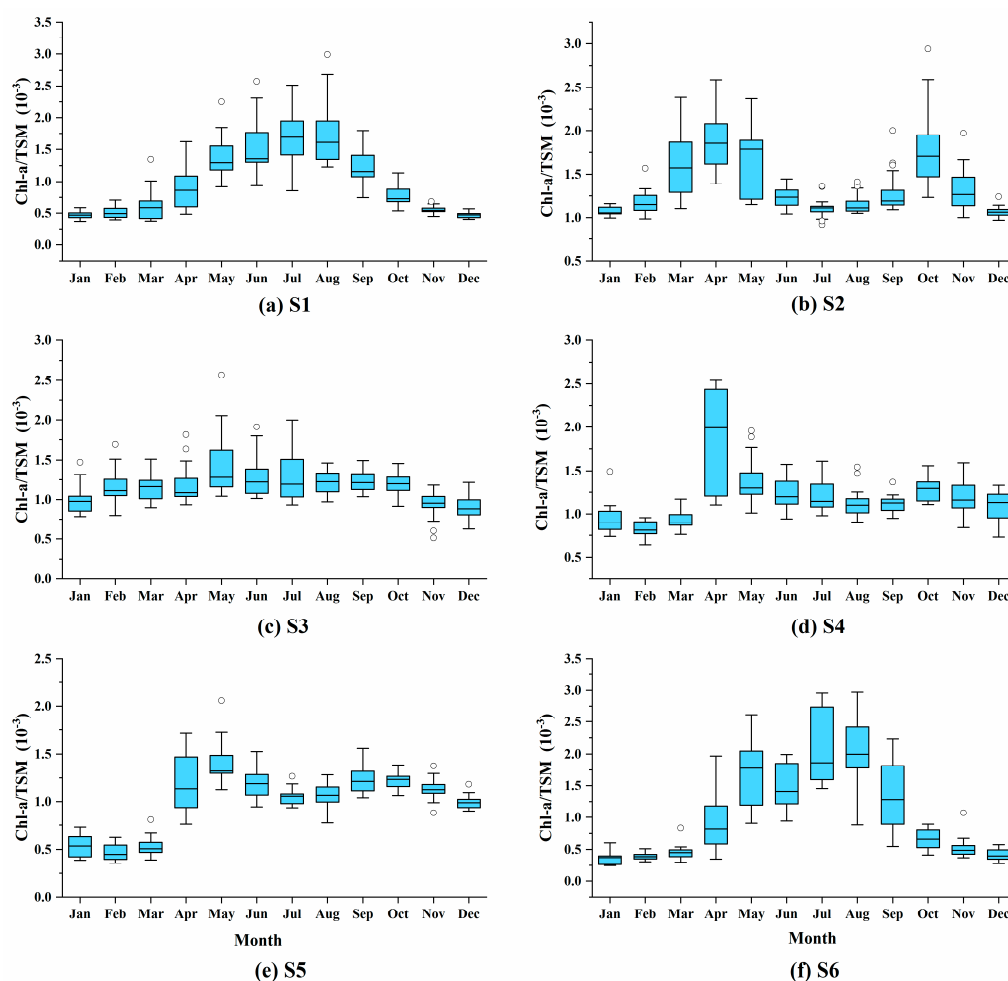 Chl-a/TSM (10⁻³)
3.5
3.0
2.5
2.0
1.5
1.0
0.5
0.0
Jan Feb Mar Apr May Jun Jul Aug Sep Oct Nov Dec
(a) S1
Chl-a/TSM (10⁻³)
3.0
2.5
2.0
1.5
1.0
0.5
Jan Feb Mar Apr May Jun Jul Aug Sep Oct Nov Dec
(b) S2
Chl-a/TSM (10⁻³)
3.0
2.5
2.0
1.5
1.0
0.5
0.0
Jan Feb Mar Apr May Jun Jul Aug Sep Oct Nov Dec
(c) S3
Chl-a/TSM (10⁻³)
3.0
2.5
2.0
1.5
1.0
0.5
Jan Feb Mar Apr May Jun Jul Aug Sep Oct Nov Dec
(d) S4
Chl-a/TSM (10⁻³)
2.5
2.0
1.5
1.0
0.5
0.0
Jan Feb Mar Apr May Jun Jul Aug Sep Oct Nov Dec
Month
(e) S5
Chl-a/TSM (10⁻³)
3.5
3.0
2.5
2.0
1.5
1.0
0.5
0.0
Jan Feb Mar Apr May Jun Jul Aug Sep Oct Nov Dec
Month
(f) S6